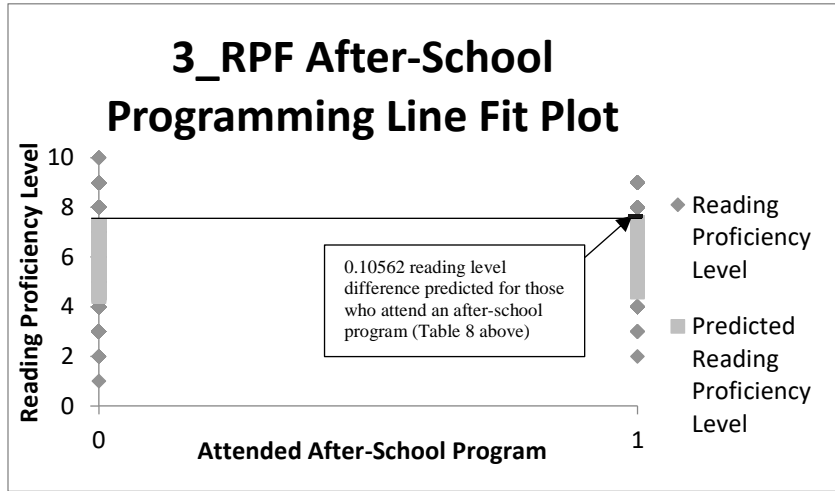 3_RPF After-School
Programming Line Fit Plot
Reading Proficiency Level
10
8
6
4
2
0
0
1
Attended After-School Program
0.10562 reading level
difference predicted for those
who attend an after-school
program (Table 8 above)
Reading
Proficiency
Level
Predicted
Reading
Proficiency
Level